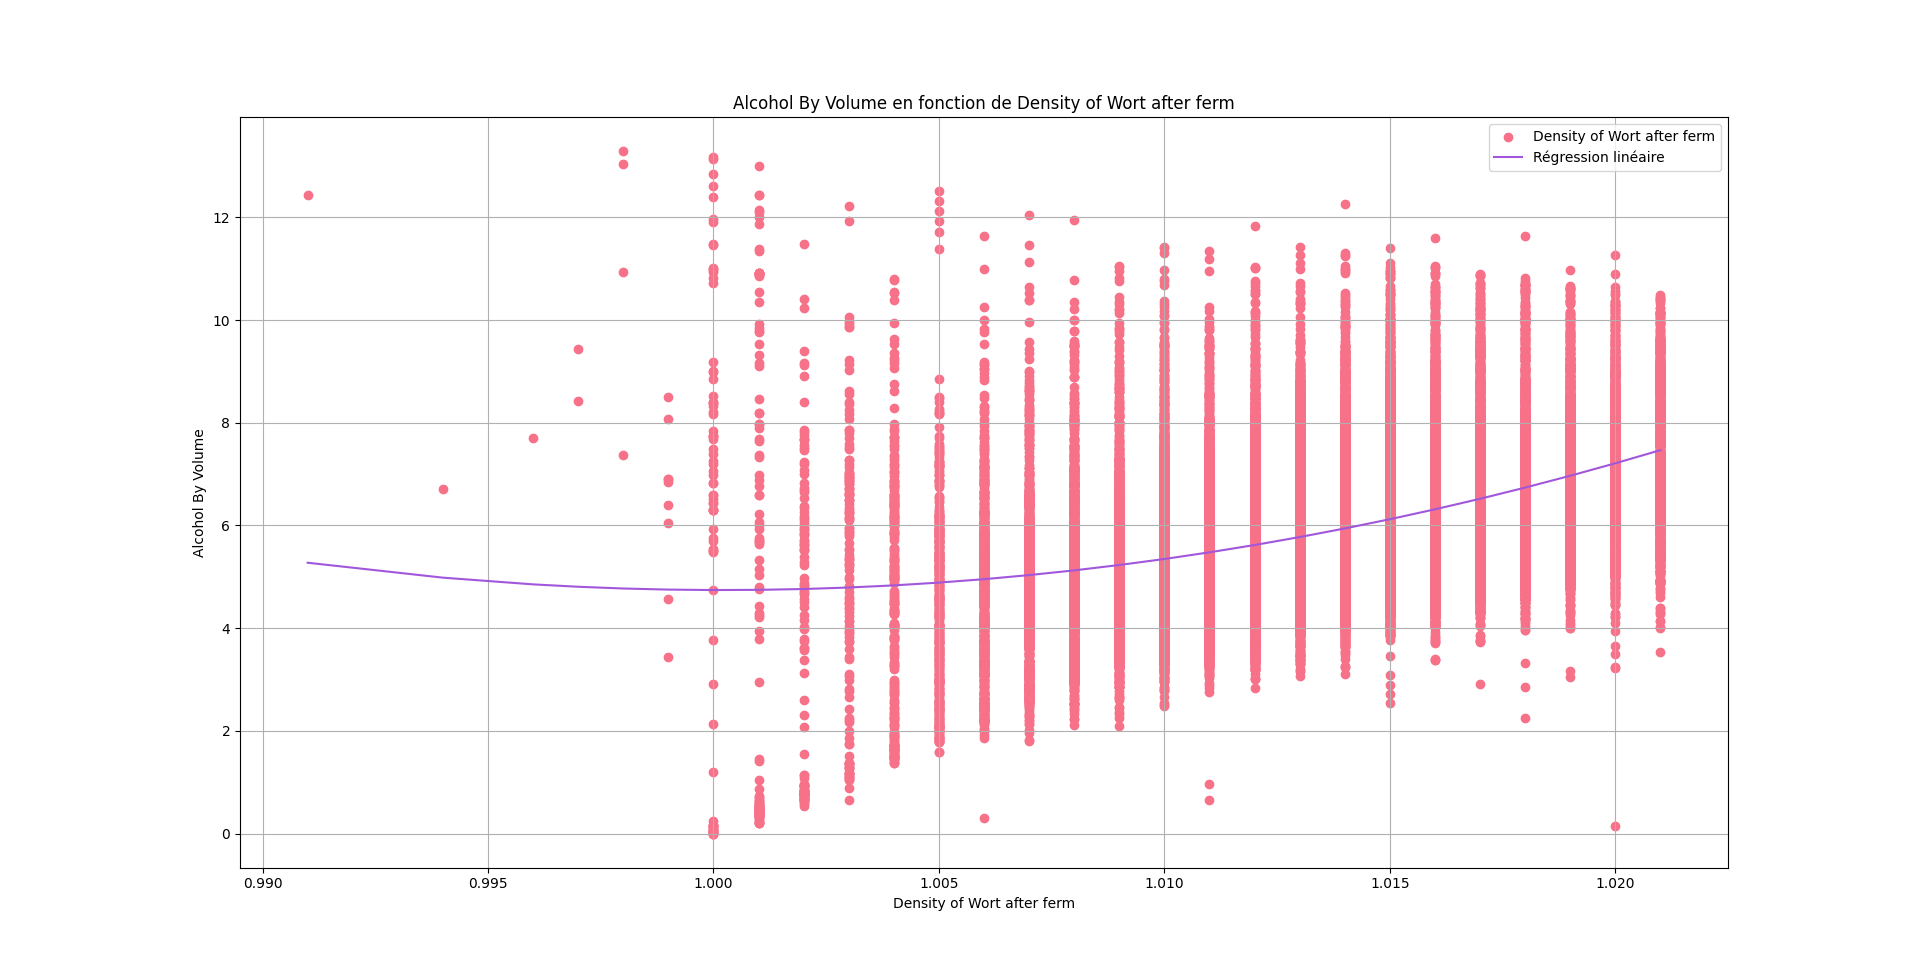 Alcohol By Volume en fonction de Density of Wort after ferm
Density of Wort after ferm
Régression linéaire
Alcohol By Volume
12
10
8
6
4
2
0
0.990 0.995 1.000 1.005 1.010 1.015 1.020
Density of Wort after ferm